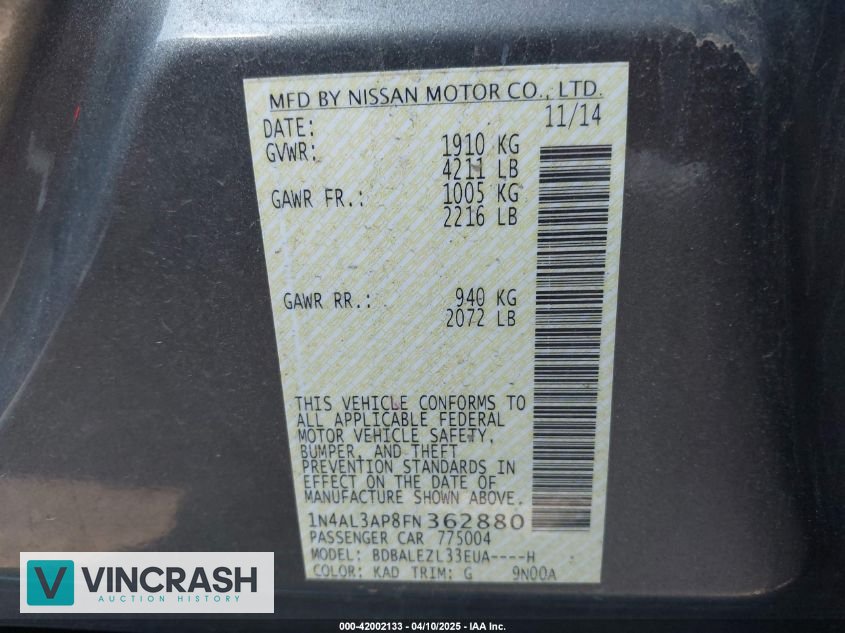 MFD BY NISSAN MOTOR CO., LTD.
DATE: 11/14
GVWR: 1910 KG
4211 LB
GAWR FR.: 1005 KG
2216 LB
GAWR RR.: 940 KG
2072 LB
THIS VEHICLE CONFORMS TO
ALL APPLICABLE FEDERAL
MOTOR VEHICLE SAFETY,
BUMPER, AND THEFT
PREVENTION STANDARDS IN
EFFECT ON THE DATE OF
MANUFACTURE SHOWN ABOVE.
1N4AL3AP8FN362880
PASSENGER CAR 775004
MODEL: BDBALEZL33EUA----H
COLOR: KAD TRIM: G 9N00A
VINCRASH
AUCTION HISTORY
000-42002133 - 04/10/2025 - IAA Inc.